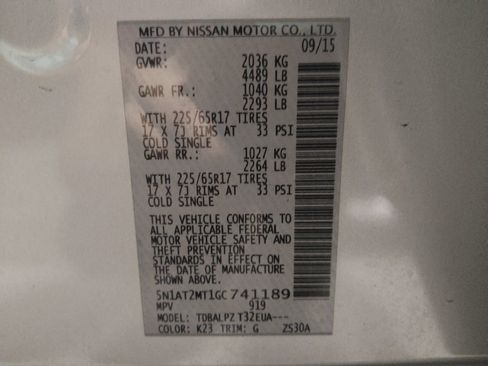 MFD BY NISSAN MOTOR CO., LTD.
DATE: 09/15
GVWR: 2036 KG
4489 LB
GAWR FR.: 1040 KG
2293 LB
WITH 225/65R17 TIRES
17 X 7J RIMS AT 33 PSI
COLD SINGLE
GAWR RR.: 1027 KG
2264 LB
WITH 225/65R17 TIRES
17 X 7J RIMS AT 33 PSI
COLD SINGLE
THIS VEHICLE CONFORMS TO
ALL APPLICABLE FEDERAL
MOTOR VEHICLE SAFETY AND
THEFT PREVENTION
STANDARDS IN EFFECT ON
THE DATE OF MANUFACTURE
SHOWN ABOVE.
5N1AT2MT1GC741189
MPV 919
MODEL: TDBALPZ T32EUA---
COLOR: K23 TRIM: G ZS30A